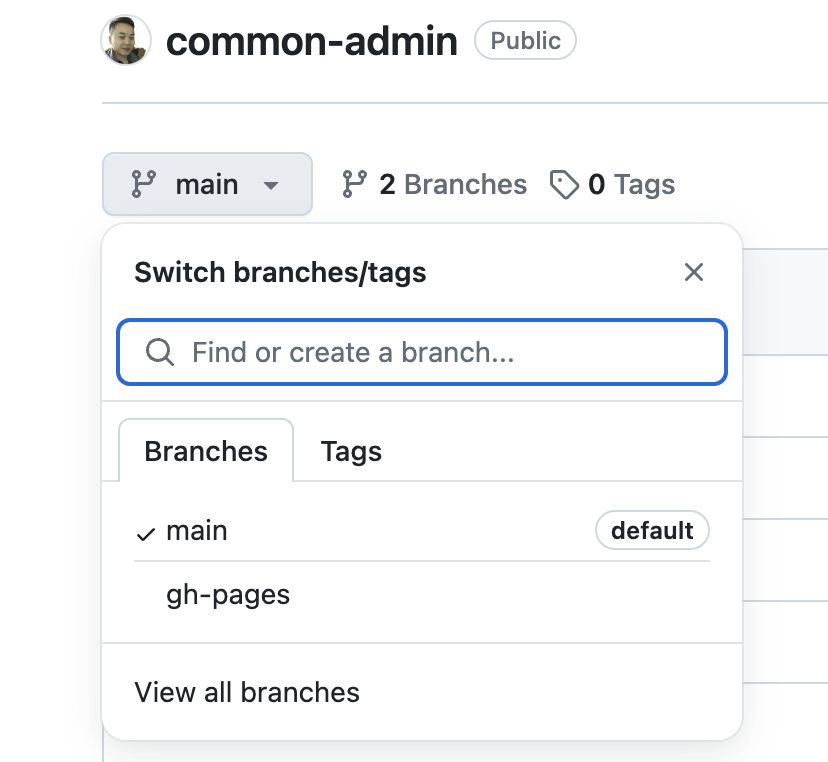 common-admin Public
main 2 Branches 0 Tags
Switch branches/tags
Find or create a branch...
Branches Tags
main default
gh-pages
View all branches